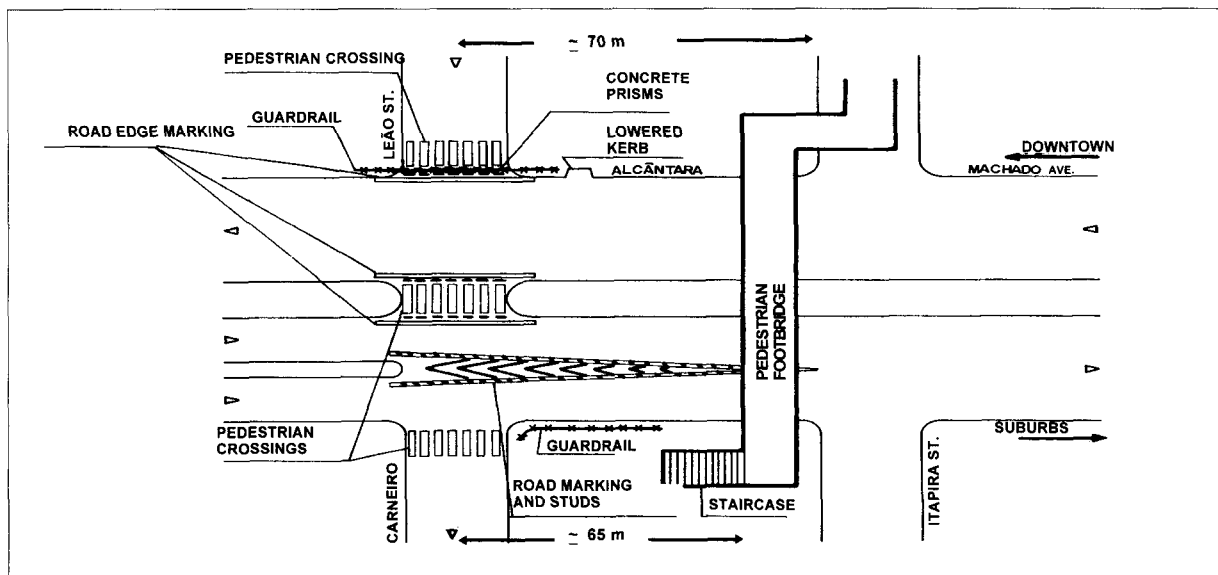 ~ 70 m
PEDESTRIAN CROSSING
CONCRETE
PRISMS
LEÃO ST.
GUARDRAIL
ROAD EDGE MARKING
LOWERED
KERB
ALCÂNTARA
DOWNTOWN
MACHADO AVE.
PEDESTRIAN
FOOTBRIDGE
PEDESTRIAN
CROSSINGS
GUARDRAIL
SUBURBS
CARNEIRO
ROAD MARKING
AND STUDS
STAIRCASE
ITAPIRA ST.
~ 65 m